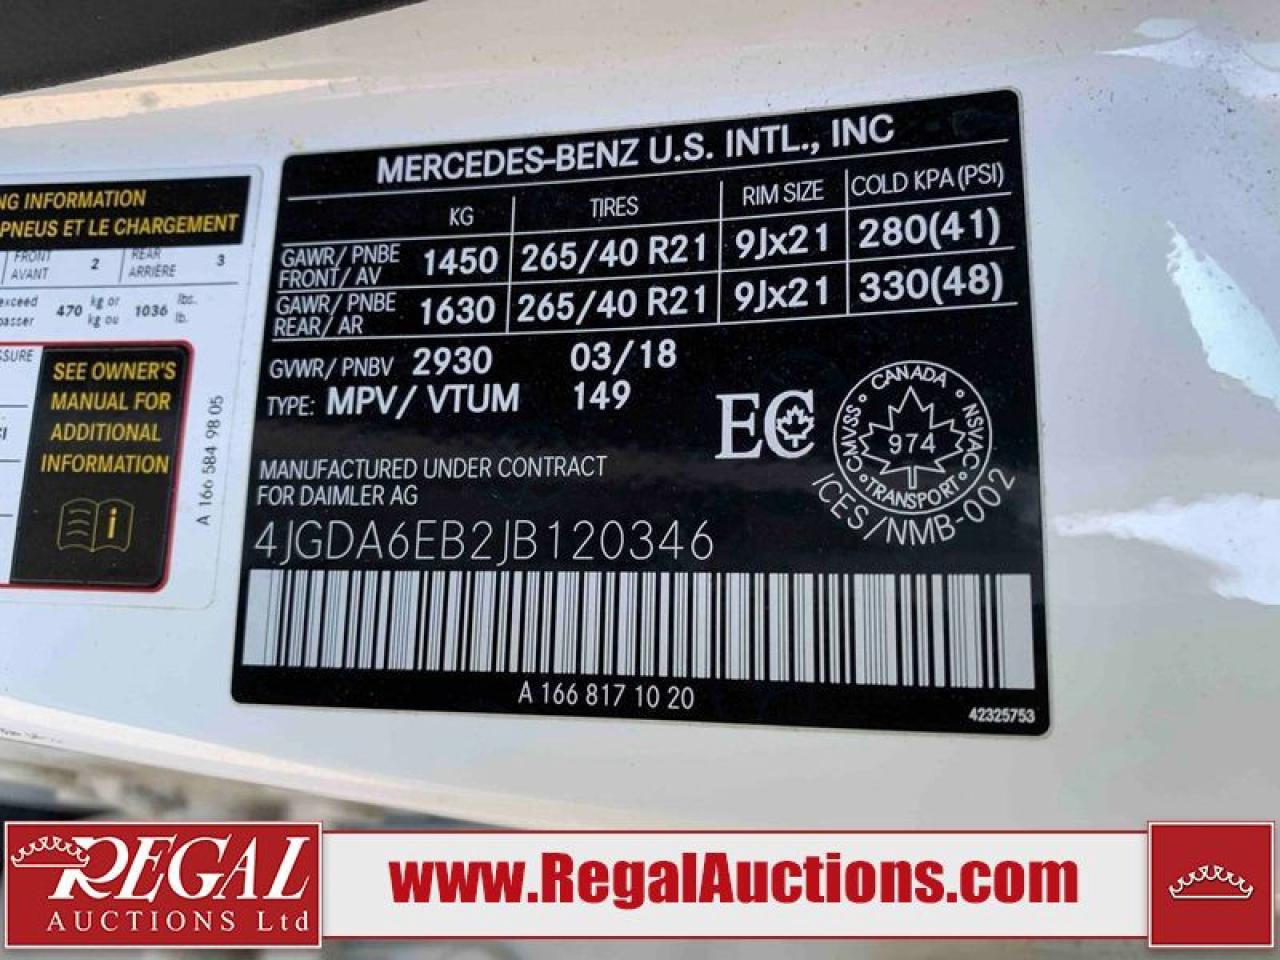 MERCEDES-BENZ U.S. INTL., INC
KG TIRES RIM SIZE COLD KPA (PSI)
GAWR/ PNBE FRONT/ AV 1450 265/40 R21 9Jx21 280(41)
GAWR/ PNBE REAR/ AR 1630 265/40 R21 9Jx21 330(48)
GVWR/ PNBV 2930 03/18
TYPE: MPV/ VTUM 149
EC
CANADA
CMVSS 974 NSVAC
TRANSPORT
ICES/NMB-002
MANUFACTURED UNDER CONTRACT
FOR DAIMLER AG
4JGDA6EB2JB120346
A 166 817 10 20
42325753
NG INFORMATION
PNEUS ET LE CHARGEMENT
FRONT AVANT 2 REAR ARRIÈRE 3
exceed 470 kg or 1036 lbs.
passer kg ou lb.
SSURE
SEE OWNER'S
MANUAL FOR
ADDITIONAL
INFORMATION
i
A 166 584 98 05
REGAL
AUCTIONS Ltd
www.RegalAuctions.com